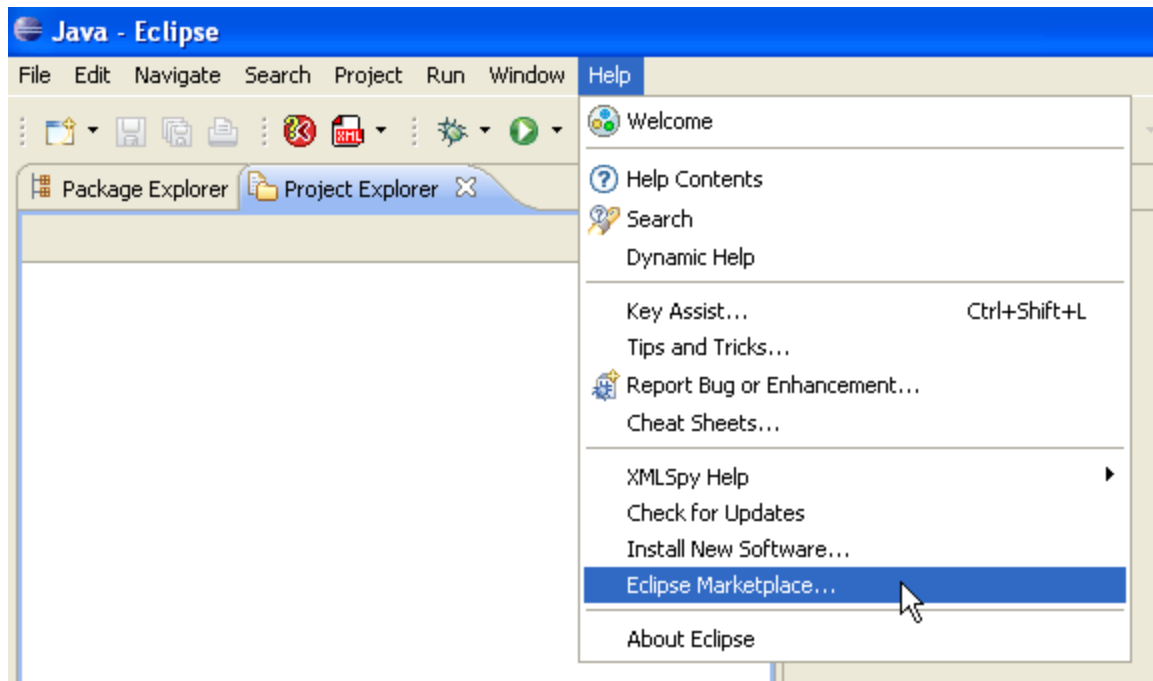 Java - Eclipse
File Edit Navigate Search Project Run Window Help
XML
Package Explorer Project Explorer
Welcome
Help Contents
Search
Dynamic Help
Key Assist... Ctrl+Shift+L
Tips and Tricks...
Report Bug or Enhancement...
Cheat Sheets...
XMLSpy Help
Check for Updates
Install New Software...
Eclipse Marketplace...
About Eclipse